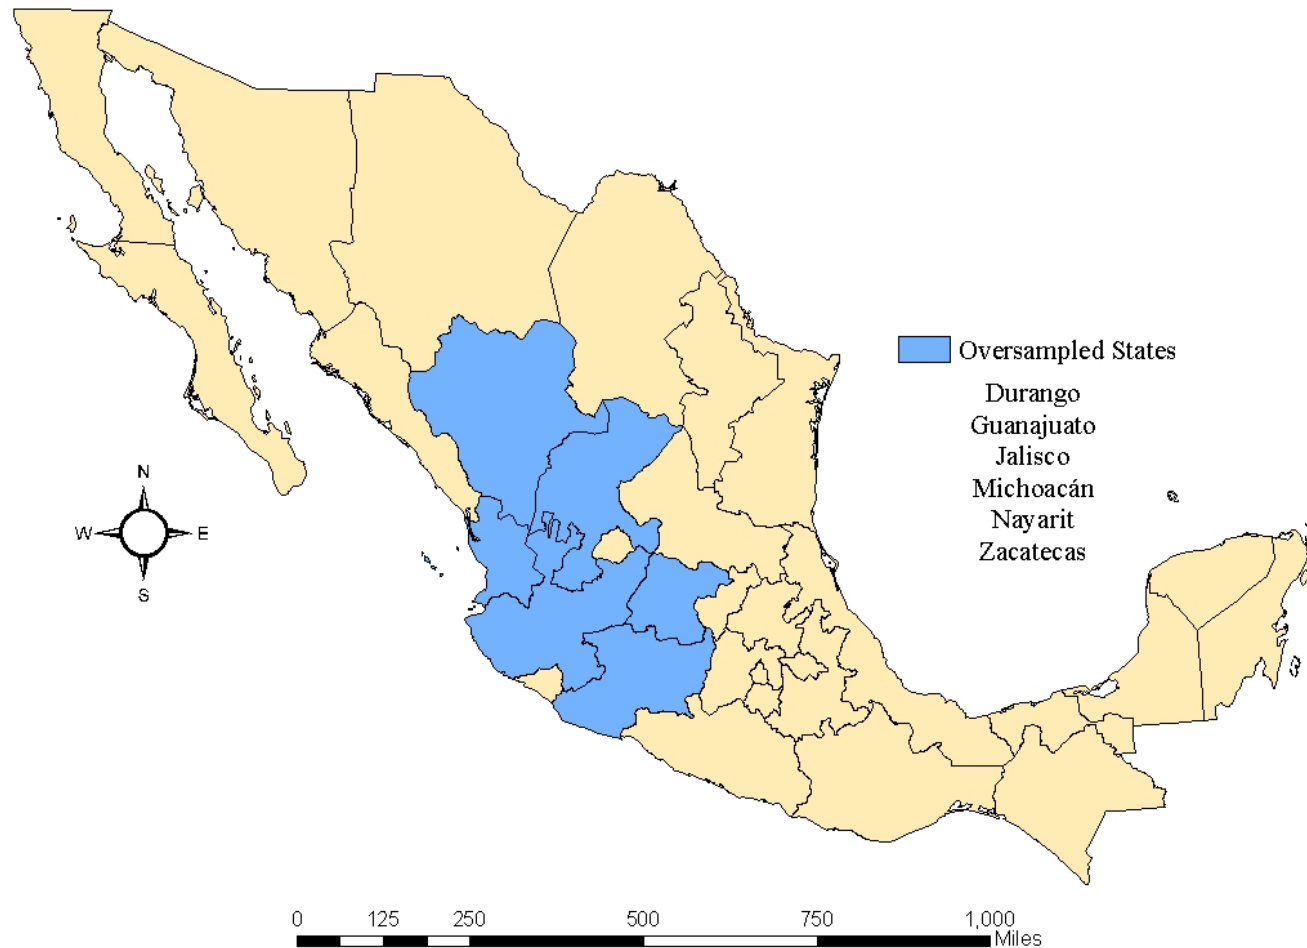 Oversampled States
Durango
Guanajuato
Jalisco
Michoacán
Nayarit
Zacatecas
N
W E
S
0 125 250 500 750 1,000
Miles